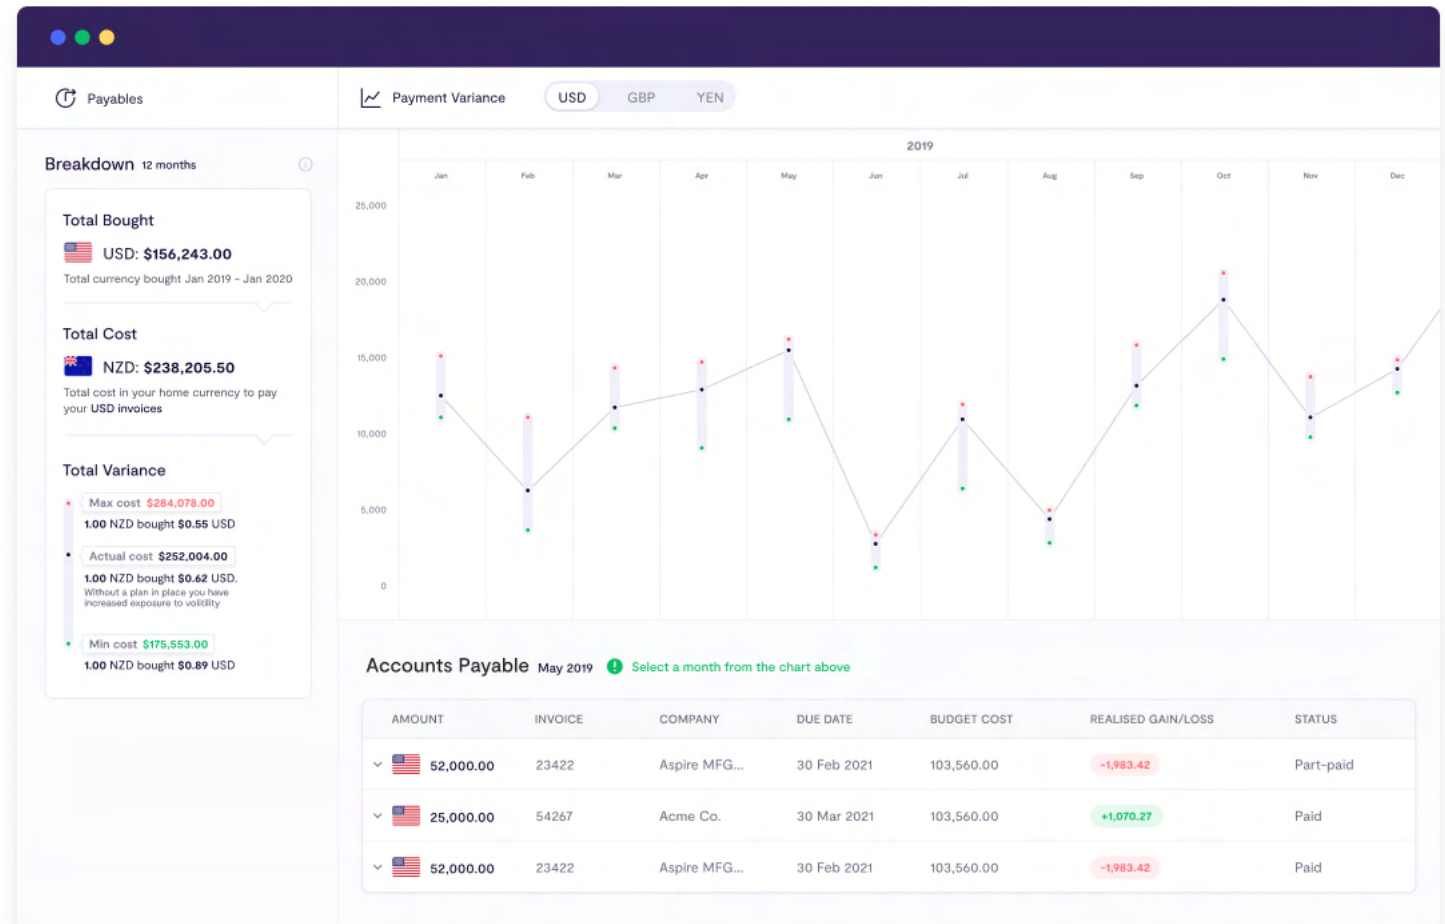 Payables
Payment Variance
USD GBP YEN
Breakdown 12 months
Total Bought
USD: $156,243.00
Total currency bought Jan 2019 - Jan 2020
Total Cost
NZD: $238,205.50
Total cost in your home currency to pay
your USD invoices
Total Variance
Max cost $284,078.00
1.00 NZD bought $0.55 USD
Actual cost $252,004.00
1.00 NZD bought $0.62 USD.
Without a plan in place you have
increased exposure to volitility
Min cost $175,553.00
1.00 NZD bought $0.89 USD
2019
Jan Feb Mar Apr May Jun Jul Aug Sep Oct Nov Dec
25,000
20,000
15,000
10,000
5,000
0
Accounts Payable May 2019 Select a month from the chart above
AMOUNT INVOICE COMPANY DUE DATE BUDGET COST REALISED GAIN/LOSS STATUS
52,000.00 23422 Aspire MFG... 30 Feb 2021 103,560.00 -1,983.42 Part-paid
25,000.00 54267 Acme Co. 30 Mar 2021 103,560.00 +1,070.27 Paid
52,000.00 23422 Aspire MFG... 30 Feb 2021 103,560.00 -1,983.42 Paid